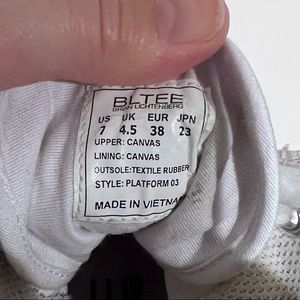 BLTEE
BRIAN LICHTENBERG
US UK EUR JPN
7 4.5 38 23
UPPER: CANVAS
LINING: CANVAS
OUTSOLE:TEXTILE RUBBER
STYLE: PLATFORM 03
MADE IN VIETNA